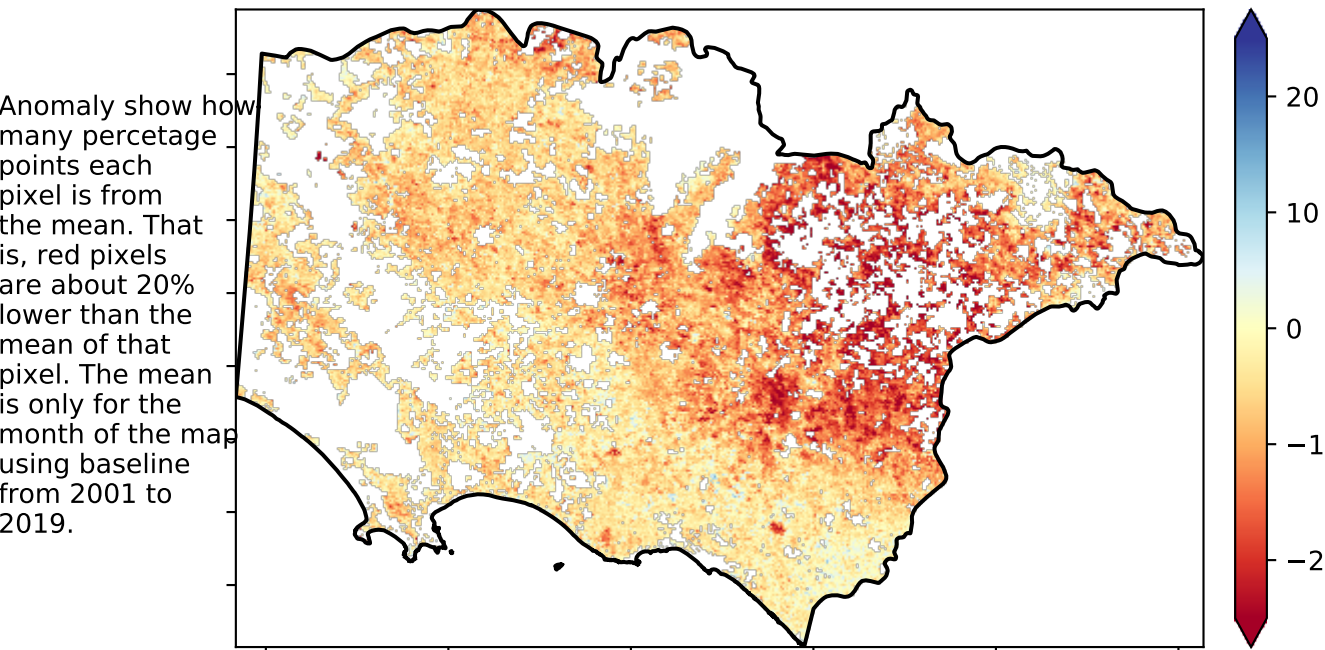 Anomaly show how
many percetage
points each
pixel is from
the mean. That
is, red pixels
are about 20%
lower than the
mean of that
pixel. The mean
is only for the
month of the map
using baseline
from 2001 to
2019.
20
10
0
−1
−2